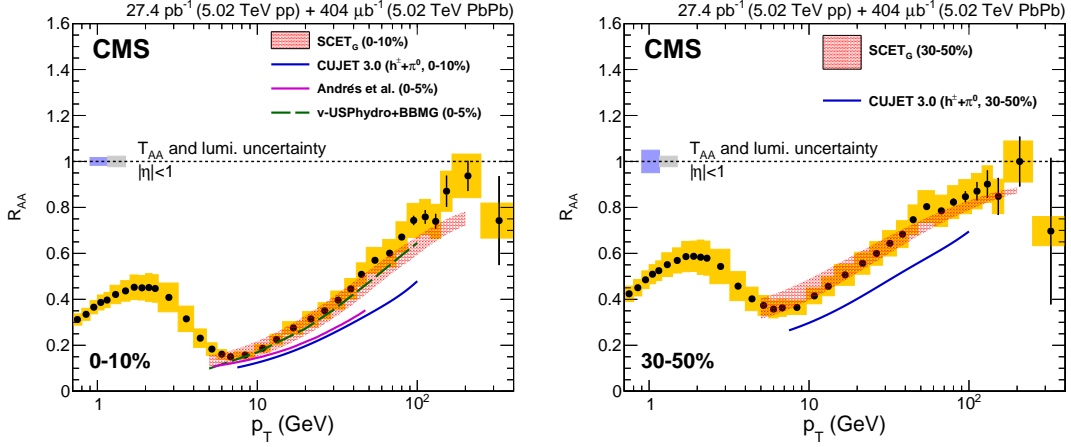 27.4 pb⁻¹ (5.02 TeV pp) + 404 μb⁻¹ (5.02 TeV PbPb)
CMS
SCET_G (0-10%)
CUJET 3.0 (h^±+π⁰, 0-10%)
Andrés et al. (0-5%)
v-USPhydro+BBMG (0-5%)
T_AA and lumi. uncertainty
|η|<1
0-10%
R_AA
1.6
1.4
1.2
1
0.8
0.6
0.4
0.2
0
1
10
10²
p_T (GeV)
27.4 pb⁻¹ (5.02 TeV pp) + 404 μb⁻¹ (5.02 TeV PbPb)
CMS
SCET_G (30-50%)
CUJET 3.0 (h^±+π⁰, 30-50%)
T_AA and lumi. uncertainty
|η|<1
30-50%
R_AA
1.6
1.4
1.2
1
0.8
0.6
0.4
0.2
0
1
10
10²
p_T (GeV)